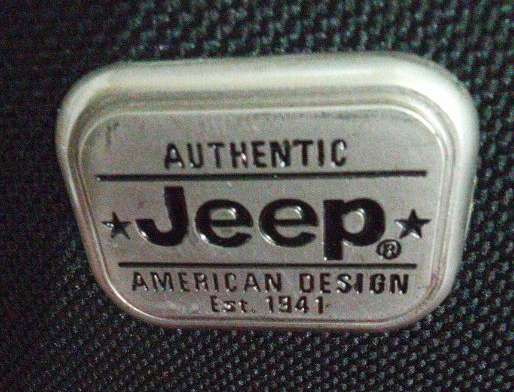 AUTHENTIC
★Jeep®★
AMERICAN DESIGN
Est. 1941